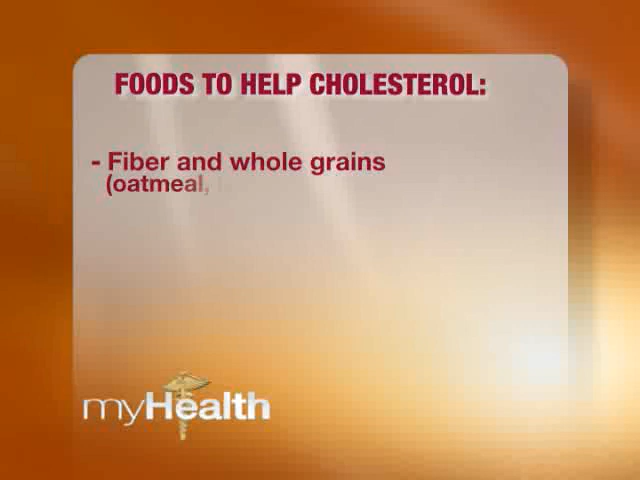 FOODS TO HELP CHOLESTEROL:
- Fiber and whole grains
(oatmeal,
myHealth